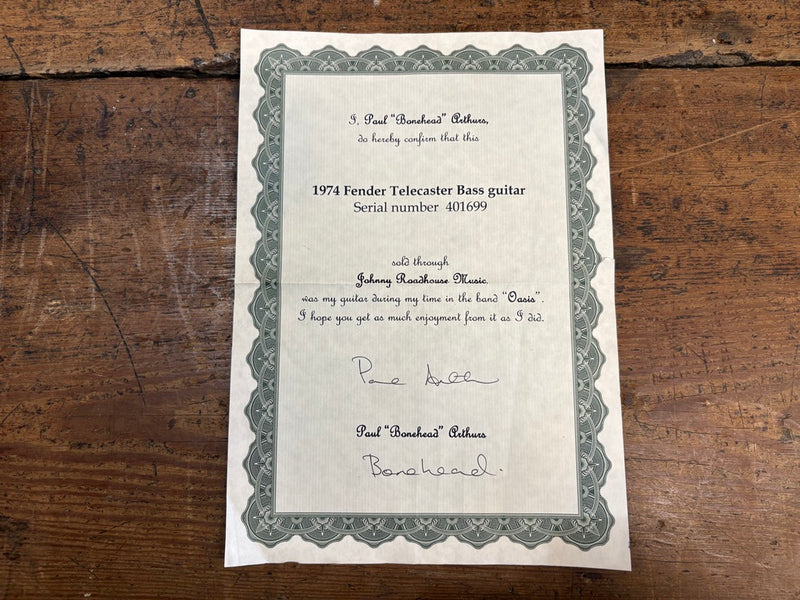 I, Paul "Bonehead" Arthurs,
do hereby confirm that this
1974 Fender Telecaster Bass guitar
Serial number 401699
sold through
Johnny Roadhouse Music.
was my guitar during my time in the band "Oasis".
I hope you get as much enjoyment from it as I did.
Paul Arthurs
Paul "Bonehead" Arthurs
Bonehead.